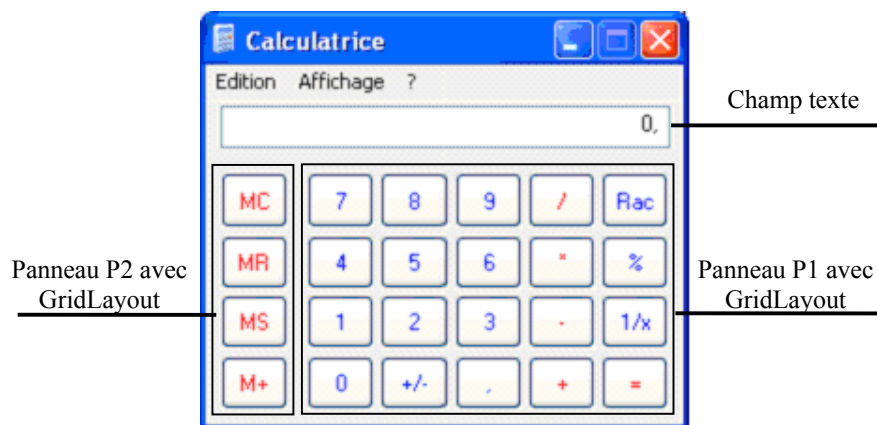 Calculatrice
Edition Affichage ?
Champ texte
0,
MC 7 8 9 / Rac
MR 4 5 6 * %
Panneau P2 avec
GridLayout
Panneau P1 avec
GridLayout
MS 1 2 3 - 1/x
M+ 0 +/- , + =